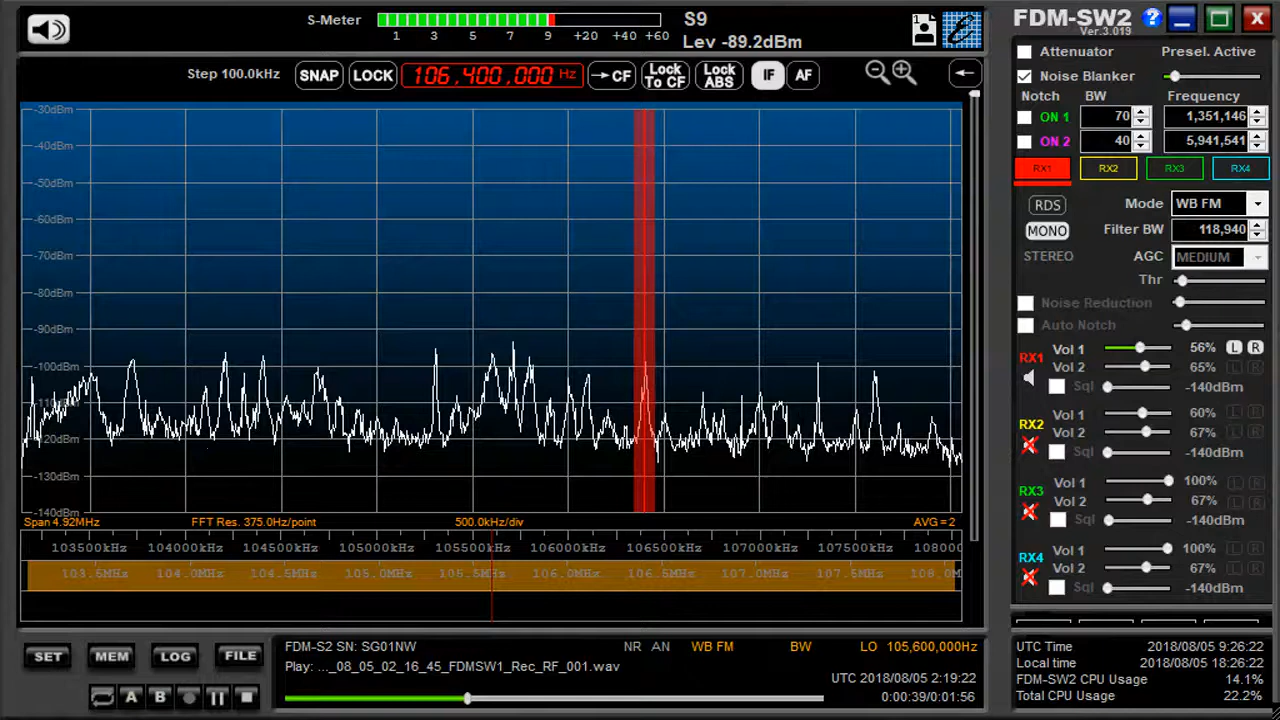 S-Meter
1 3 5 7 9 +20 +40 +60
S9
Lev -89.2dBm
FDM-SW2
Ver.3.019
?
X
Step 100.0kHz
SNAP
LOCK
106.400.000 Hz
→CF
Lock To CF
Lock ABS
IF
AF
-30dBm
-40dBm
-50dBm
-60dBm
-70dBm
-80dBm
-90dBm
-100dBm
-110dBm
-120dBm
-130dBm
-140dBm
Span 4.92MHz
FFT Res. 375.0Hz/point
500.0kHz/div
AVG=2
103500kHz 104000kHz 104500kHz 105000kHz 105500kHz 106000kHz 106500kHz 107000kHz 107500kHz 108000
103.5MHz 104.0MHz 104.5MHz 105.0MHz 105.5MHz 106.0MHz 106.5MHz 107.0MHz 107.5MHz 108.0M
Attenuator Presel. Active
Noise Blanker
Notch BW Frequency
ON 1 70 1,351,146
ON 2 40 5,941,541
RX1 RX2 RX3 RX4
RDS Mode WB FM
MONO Filter BW 118,940
STEREO AGC MEDIUM
Thr
Noise Reduction
Auto Notch
RX1 Vol 1 56% L R
Vol 2 65% L R
Sql -140dBm
RX2 Vol 1 60% L R
Vol 2 67% L R
Sql -140dBm
RX3 Vol 1 100% L R
Vol 2 67% L R
Sql -140dBm
RX4 Vol 1 100% L R
Vol 2 67% L R
Sql -140dBm
SET MEM LOG FILE
A B
FDM-S2 SN: SG01NW NR AN WB FM BW LO 105,600,000Hz
Play: ..._08_05_02_16_45_FDMSW1_Rec_RF_001.wav
UTC 2018/08/05 2:19:22
0:00:39/0:01:56
UTC Time 2018/08/05 9:26:22
Local time 2018/08/05 18:26:22
FDM-SW2 CPU Usage 14.1%
Total CPU Usage 22.2%